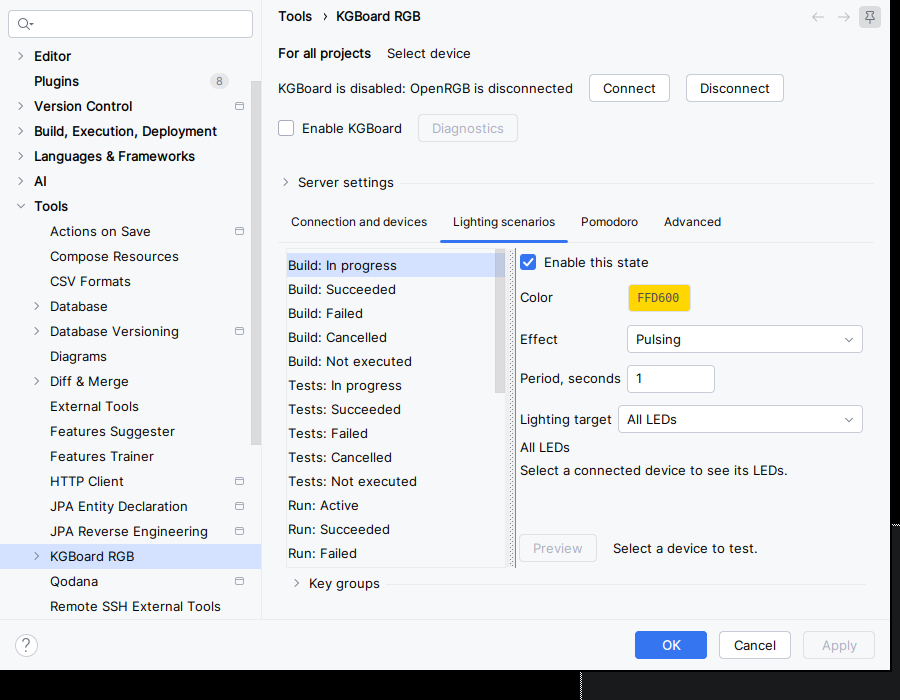 Tools › KGBoard RGB
Editor
Plugins 8
Version Control
Build, Execution, Deployment
Languages & Frameworks
AI
Tools
Actions on Save
Compose Resources
CSV Formats
Database
Database Versioning
Diagrams
Diff & Merge
External Tools
Features Suggester
Features Trainer
HTTP Client
JPA Entity Declaration
JPA Reverse Engineering
KGBoard RGB
Qodana
Remote SSH External Tools
For all projects Select device
KGBoard is disabled: OpenRGB is disconnected Connect Disconnect
Enable KGBoard Diagnostics
Server settings
Connection and devices Lighting scenarios Pomodoro Advanced
Build: In progress
Build: Succeeded
Build: Failed
Build: Cancelled
Build: Not executed
Tests: In progress
Tests: Succeeded
Tests: Failed
Tests: Cancelled
Tests: Not executed
Run: Active
Run: Succeeded
Run: Failed
Enable this state
Color FFD600
Effect Pulsing
Period, seconds 1
Lighting target All LEDs
All LEDs
Select a connected device to see its LEDs.
Preview Select a device to test.
Key groups
? OK Cancel Apply